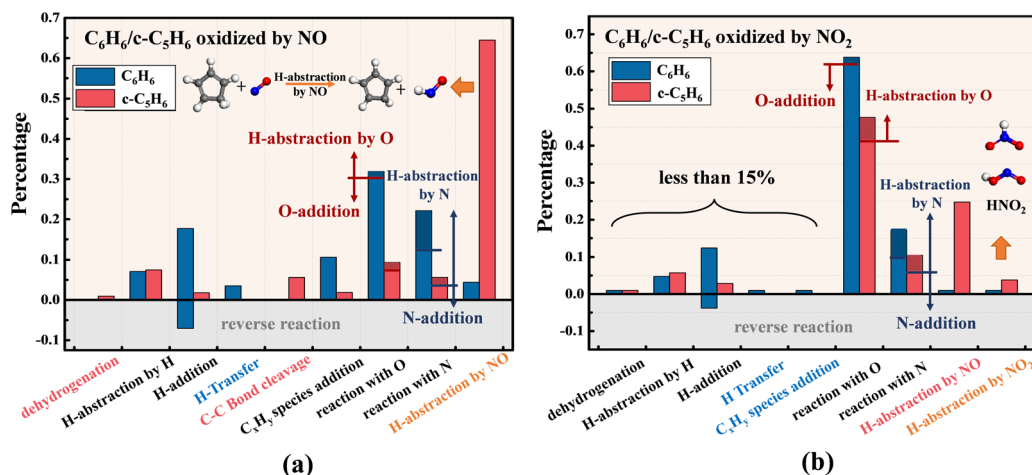 C₆H₆/c-C₅H₆ oxidized by NO
C₆H₆
c-C₅H₆
+
H-abstraction
by NO
+
H-abstraction by O
O-addition
H-abstraction
by N
N-addition
reverse reaction
Percentage
0.7
0.6
0.5
0.4
0.3
0.2
0.1
0.0
-0.1
dehydrogenation
H-abstraction by H
H-addition
H-Transfer
C-C Bond cleavage
CₓHᵧ species addition
reaction with O
reaction with N
H-abstraction by NO
(a)
C₆H₆/c-C₅H₆ oxidized by NO₂
C₆H₆
c-C₅H₆
O-addition
H-abstraction by O
less than 15%
H-abstraction
by N
HNO₂
N-addition
reverse reaction
Percentage
0.7
0.6
0.5
0.4
0.3
0.2
0.1
0.0
-0.1
dehydrogenation
H-abstraction by H
H-addition
H Transfer
CₓHᵧ species addition
reaction with O
reaction with N
H-abstraction by NO
H-abstraction by NO₂
(b)